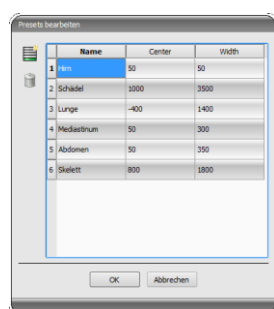 Presets bearbeiten
Name Center Width
1 Hirn 50 50
2 Schädel 1000 3500
3 Lunge -400 1400
4 Mediastinum 50 300
5 Abdomen 50 350
6 Skelett 800 1800
OK Abbrechen